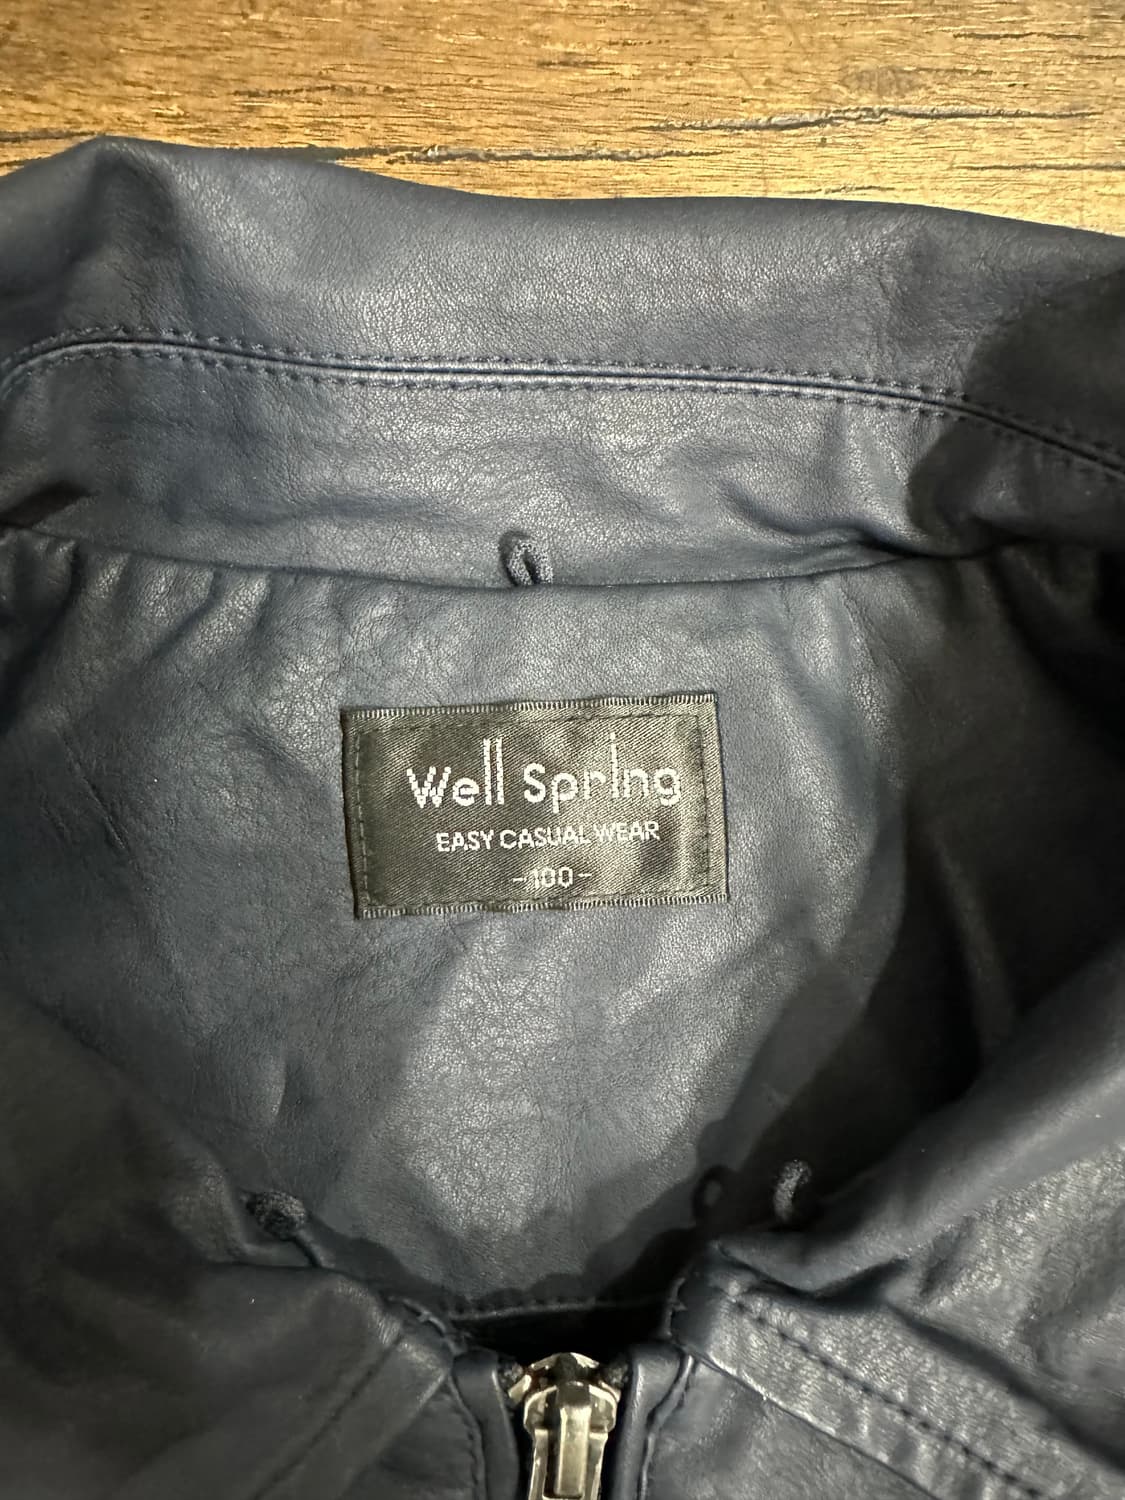 Well Spring
EASY CASUAL WEAR
-100-